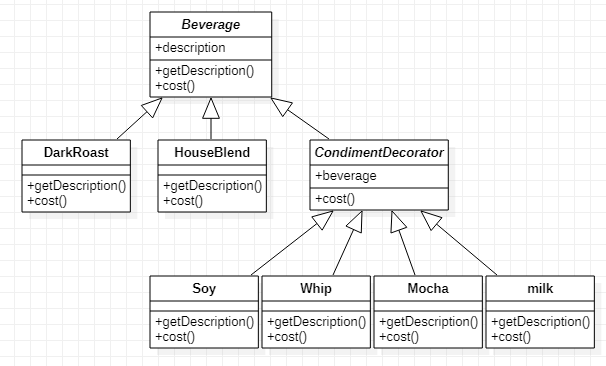 Beverage
+description
+getDescription()
+cost()
DarkRoast
+getDescription()
+cost()
HouseBlend
+getDescription()
+cost()
CondimentDecorator
+beverage
+cost()
Soy
+getDescription()
+cost()
Whip
+getDescription()
+cost()
Mocha
+getDescription()
+cost()
milk
+getDescription()
+cost()